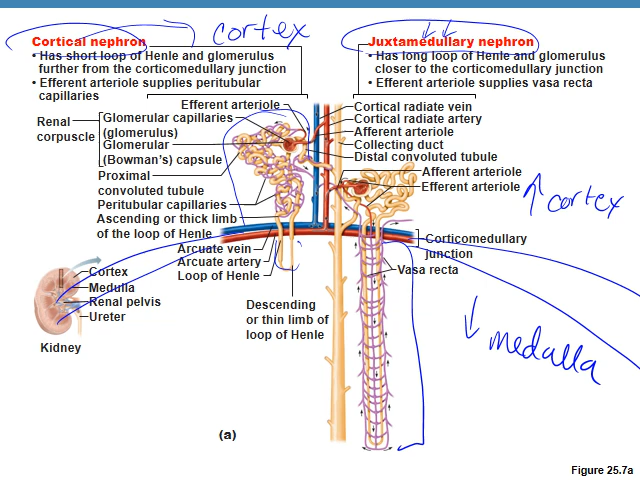 cortex
Cortical nephron
• Has short loop of Henle and glomerulus
further from the corticomedullary junction
• Efferent arteriole supplies peritubular
capillaries
Juxtamedullary nephron
• Has long loop of Henle and glomerulus
closer to the corticomedullary junction
• Efferent arteriole supplies vasa recta
Efferent arteriole
Renal
corpuscle
Glomerular capillaries
(glomerulus)
Glomerular
(Bowman's) capsule
Proximal
convoluted tubule
Peritubular capillaries
Ascending or thick limb
of the loop of Henle
Arcuate vein
Arcuate artery
Loop of Henle
Cortical radiate vein
Cortical radiate artery
Afferent arteriole
Collecting duct
Distal convoluted tubule
Afferent arteriole
Efferent arteriole
cortex
Corticomedullary
junction
Vasa recta
Cortex
Medulla
Renal pelvis
Ureter
Kidney
Descending
or thin limb of
loop of Henle
medalla
(a)
Figure 25.7a